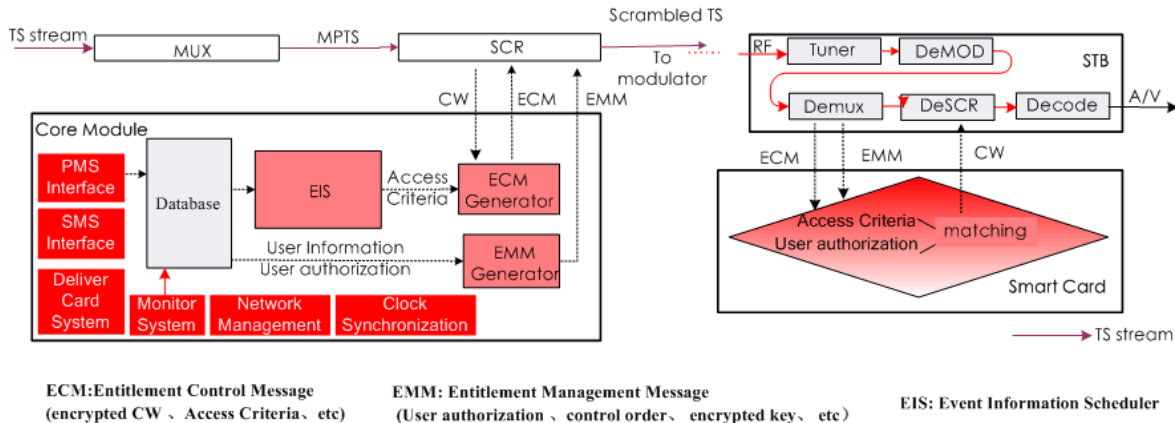 TS stream
MUX
MPTS
SCR
Scrambled TS
To
modulator
CW
ECM
EMM
Core Module
PMS
Interface
SMS
Interface
Deliver
Card
System
Database
EIS
Access
Criteria
ECM
Generator
User Information
User authorization
EMM
Generator
Monitor
System
Network
Management
Clock
Synchronization
RF
Tuner
DeMOD
STB
Demux
DeSCR
Decode
A/V
ECM
EMM
CW
Access Criteria
User authorization
matching
Smart Card
TS stream
ECM:Entitlement Control Message
(encrypted CW 、Access Criteria、etc)
EMM: Entitlement Management Message
(User authorization 、control order、 encrypted key、 etc）
EIS: Event Information Scheduler